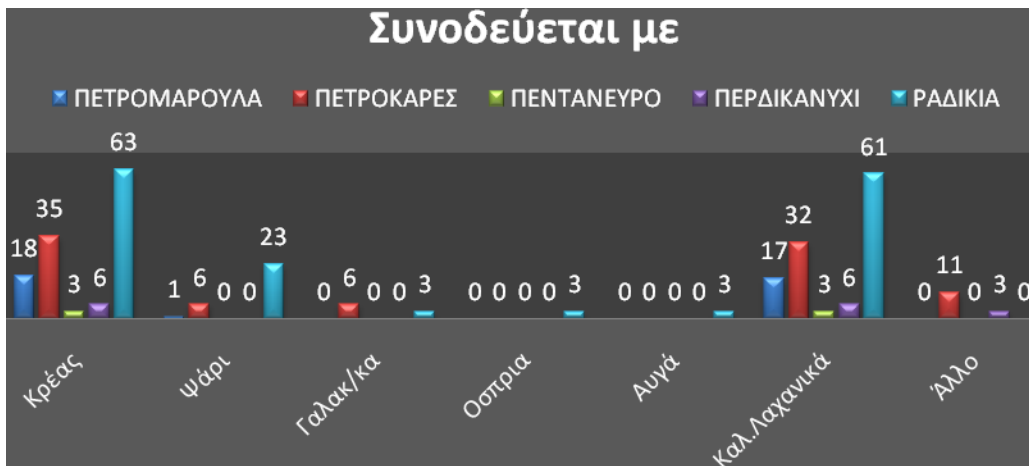 Συνοδεύεται με
ΠΕΤΡΟΜΑΡΟΥΛΑ ΠΕΤΡΟΚΑΡΕΣ ΠΕΝΤΑΝΕΥΡΟ ΠΕΡΔΙΚΑΝΥΧΙ ΡΑΔΙΚΙΑ
18 35 3 6 63
1 6 0 0 23
0 6 0 0 3
0 0 0 0 3
0 0 0 0 3
17 32 3 6 61
0 11 0 3 0
Κρέας
Ψάρι
Γαλακ/κα
Οσπρια
Αυγά
Καλ.Λαχανικά
Άλλο